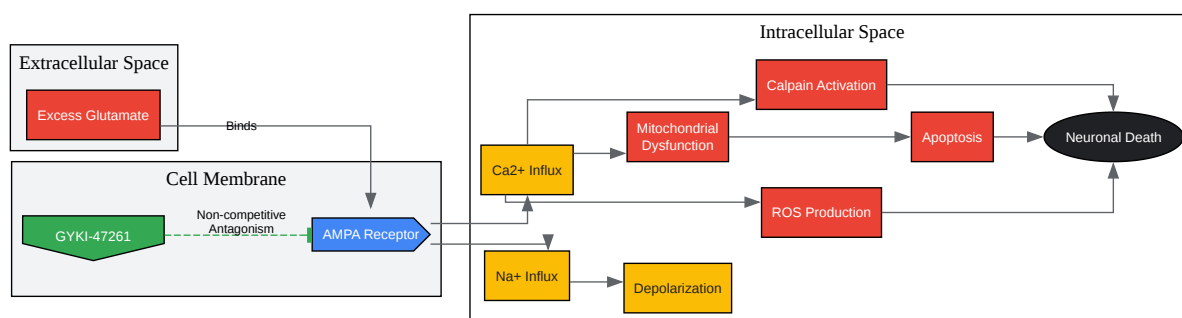 Extracellular Space
Excess Glutamate
Binds
Cell Membrane
GYKI-47261
Non-competitive
Antagonism
AMPA Receptor
Intracellular Space
Calpain Activation
Mitochondrial
Dysfunction
Apoptosis
Neuronal Death
Ca2+ Influx
ROS Production
Na+ Influx
Depolarization